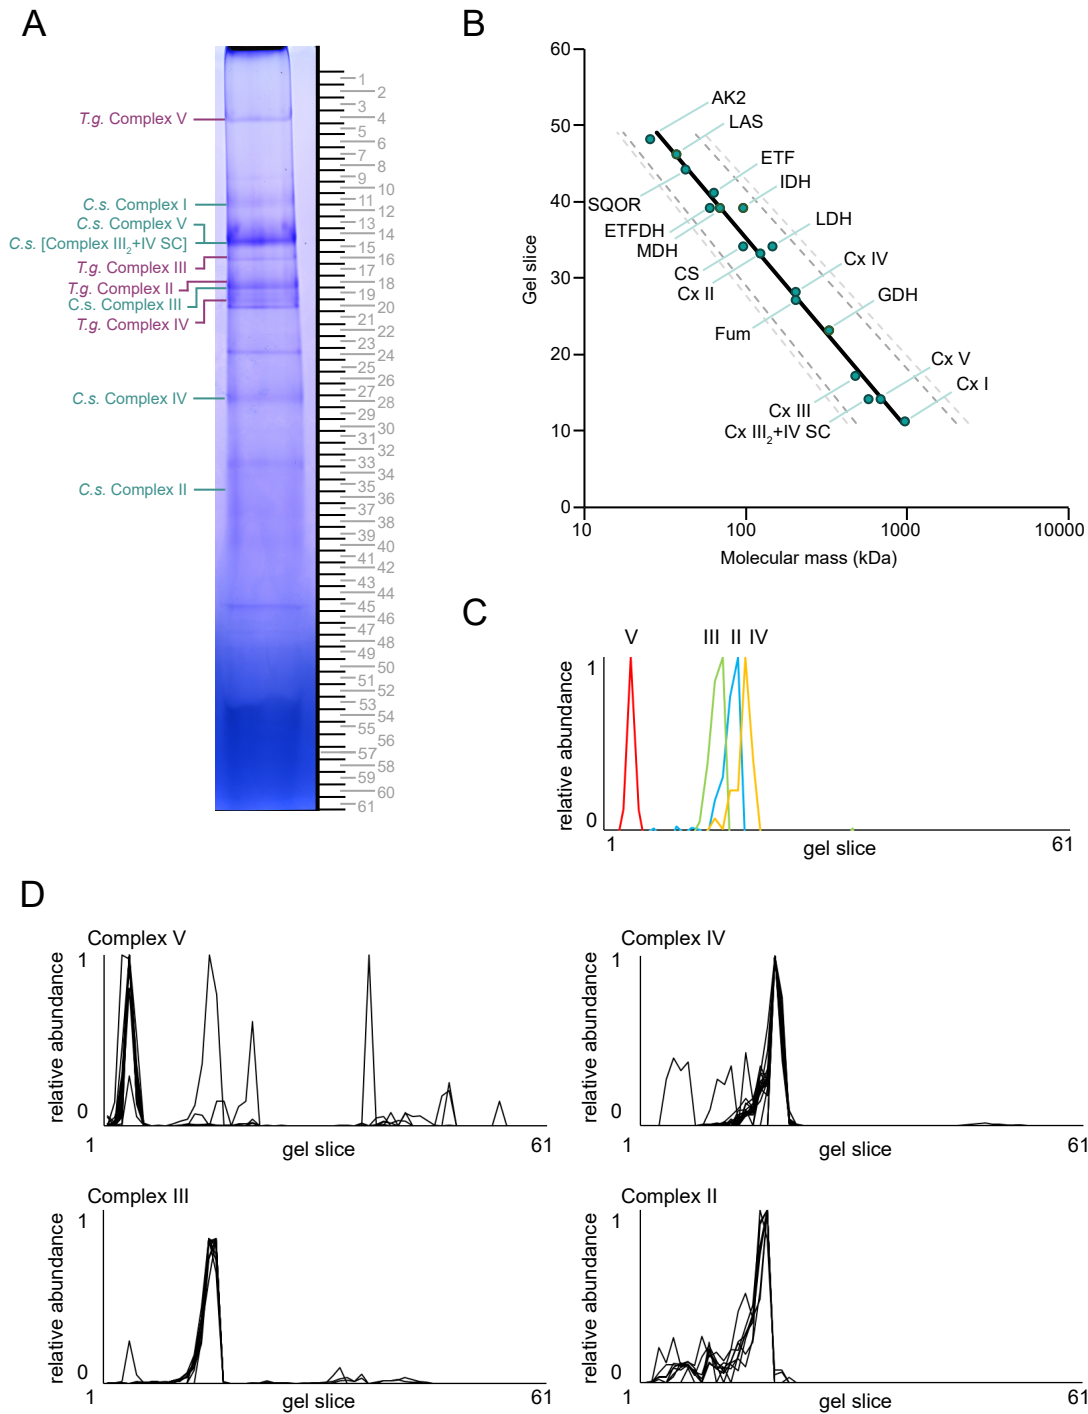 A
T.g. Complex V
C.s. Complex I
C.s. Complex V
C.s. [Complex III2+IV SC]
T.g. Complex III
T.g. Complex II
C.s. Complex III
T.g. Complex IV
C.s. Complex IV
C.s. Complex II
1
2
3
4
5
6
7
8
9
10
11
12
13
14
15
16
17
18
19
20
21
22
23
24
25
26
27
28
29
30
31
32
33
34
35
36
37
38
39
40
41
42
43
44
45
46
47
48
49
50
51
52
53
54
55
56
57
58
59
60
61
B
60
50
40
30
20
10
0
Gel slice
AK2
LAS
ETF
IDH
SQOR
ETFDH
MDH
LDH
CS
Cx II
Cx IV
Fum
GDH
Cx V
Cx I
Cx III
Cx III2+IV SC
10
100
1000
10000
Molecular mass (kDa)
C
V
III
II
IV
relative abundance
1
0
1
gel slice
61
D
Complex V
relative abundance
1
0
1
gel slice
61
Complex IV
relative abundance
1
0
1
gel slice
61
Complex III
relative abundance
1
0
1
gel slice
61
Complex II
relative abundance
1
0
1
gel slice
61